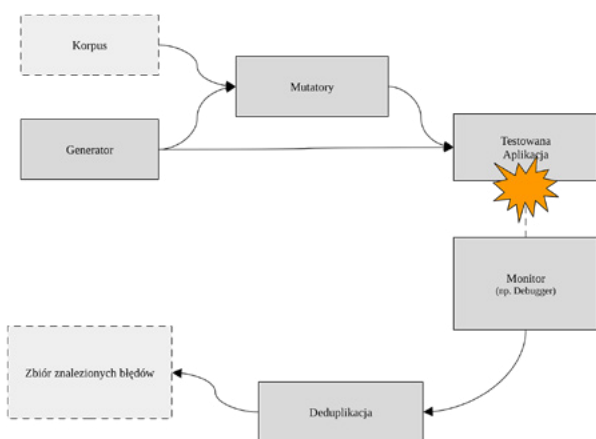 Korpus
Mutatory
Generator
Testowana
Aplikacja
Monitor
(np. Debugger)
Zbiór znalezionych błędów
Deduplikacja